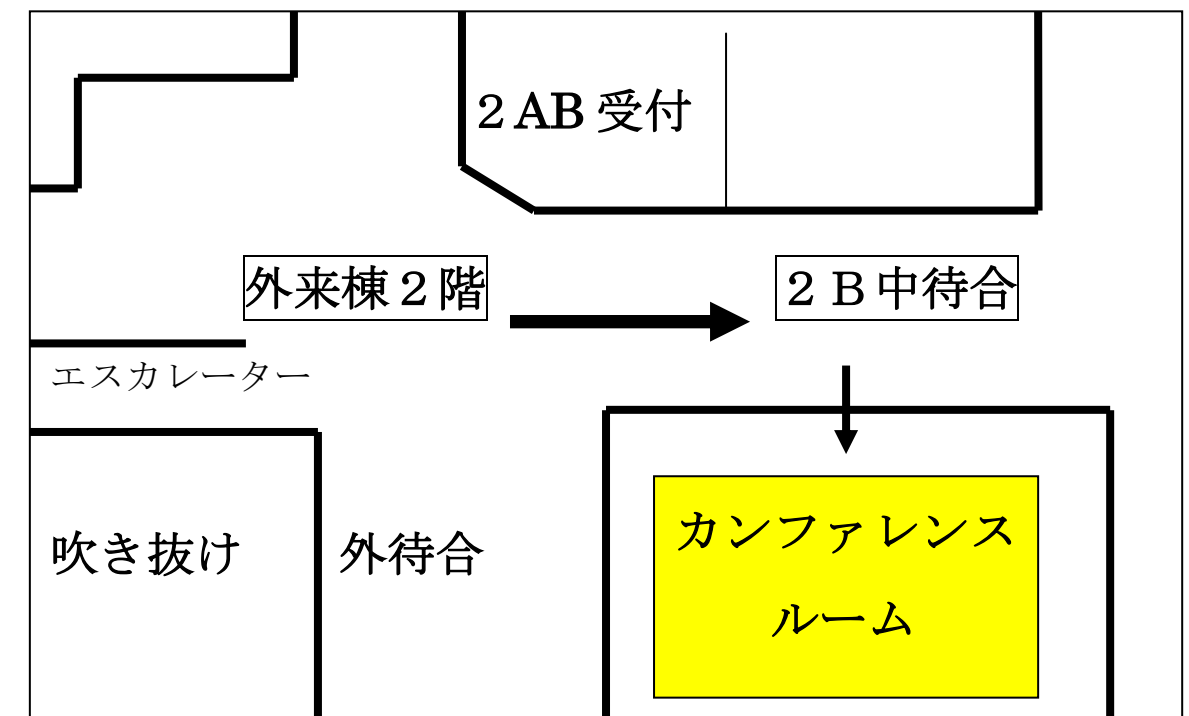 ２AB 受付
外来棟２階
２Ｂ中待合
エスカレーター
吹き抜け
外待合
カンファレンス
ルーム